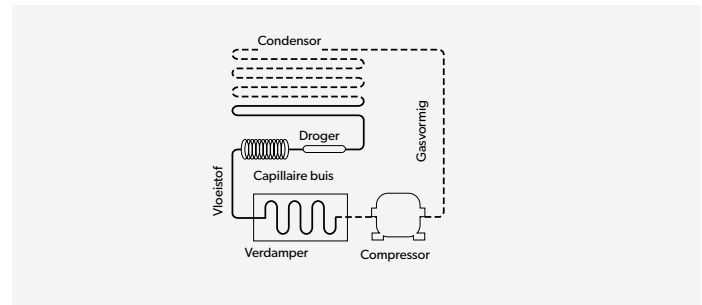 Condensor
Gasvormig
Droger
Capillaire buis
Vloeistof
Verdamper
Compressor